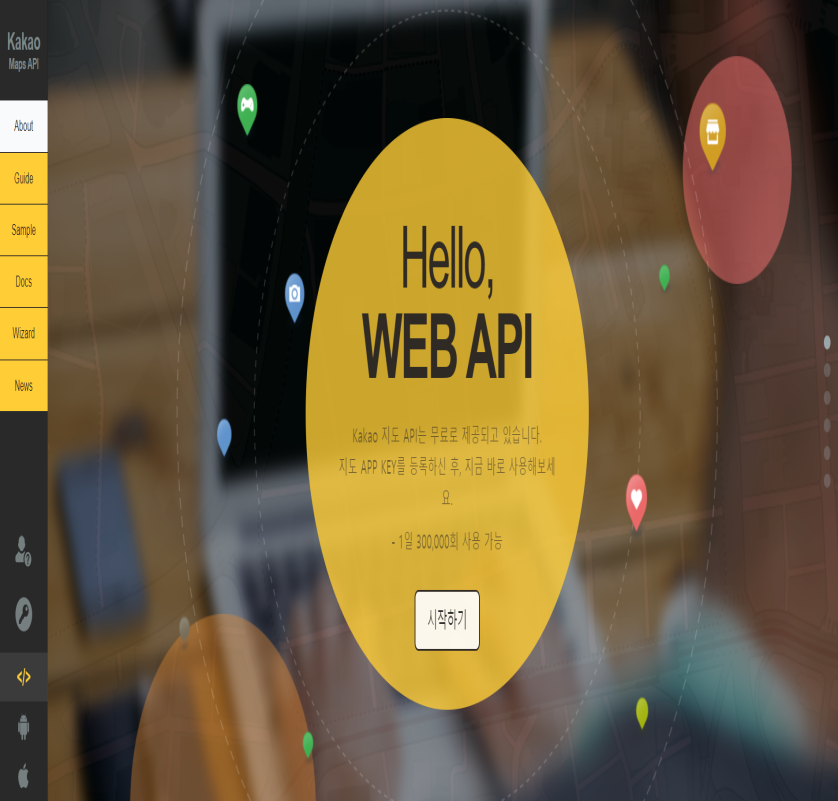 Kakao
Maps API
About
Guide
Sample
Docs
Wizard
News
Hello,
WEB API
Kakao 지도 API는 무료로 제공되고 있습니다.
지도 APP KEY를 등록하신 후, 지금 바로 사용해보세
요.
- 1일 300,000회 사용 가능
시작하기